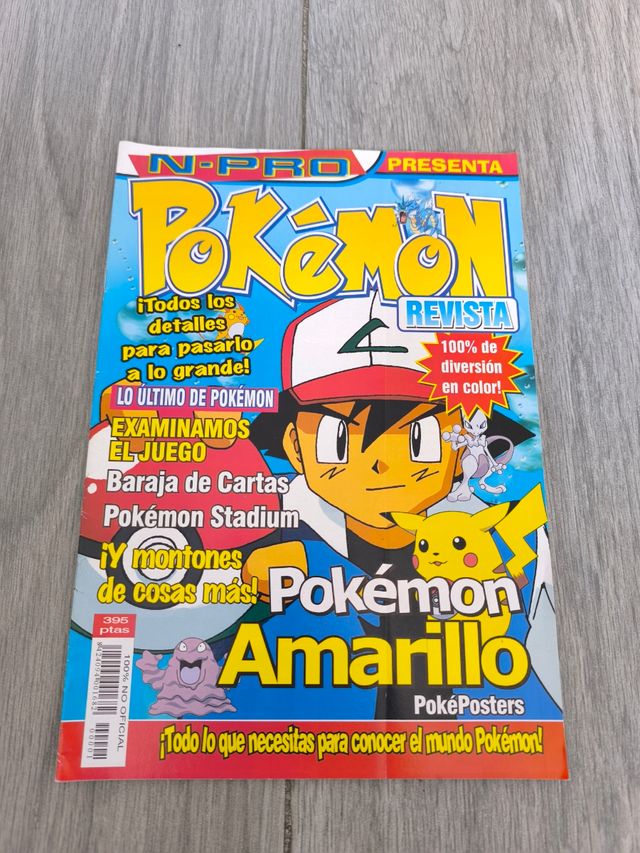 N-PRO PRESENTA
POKéMON
REVISTA
¡Todos los
detalles
para pasarlo
a lo grande!
100% de
diversión
en color!
LO ÚLTIMO DE POKÉMON
EXAMINAMOS
EL JUEGO
Baraja de Cartas
Pokémon Stadium
¡Y montones
de cosas más!
Pokémon
Amarillo
PokéPosters
395
ptas
100% NO OFICIAL
00001
¡Todo lo que necesitas para conocer el mundo Pokémon!